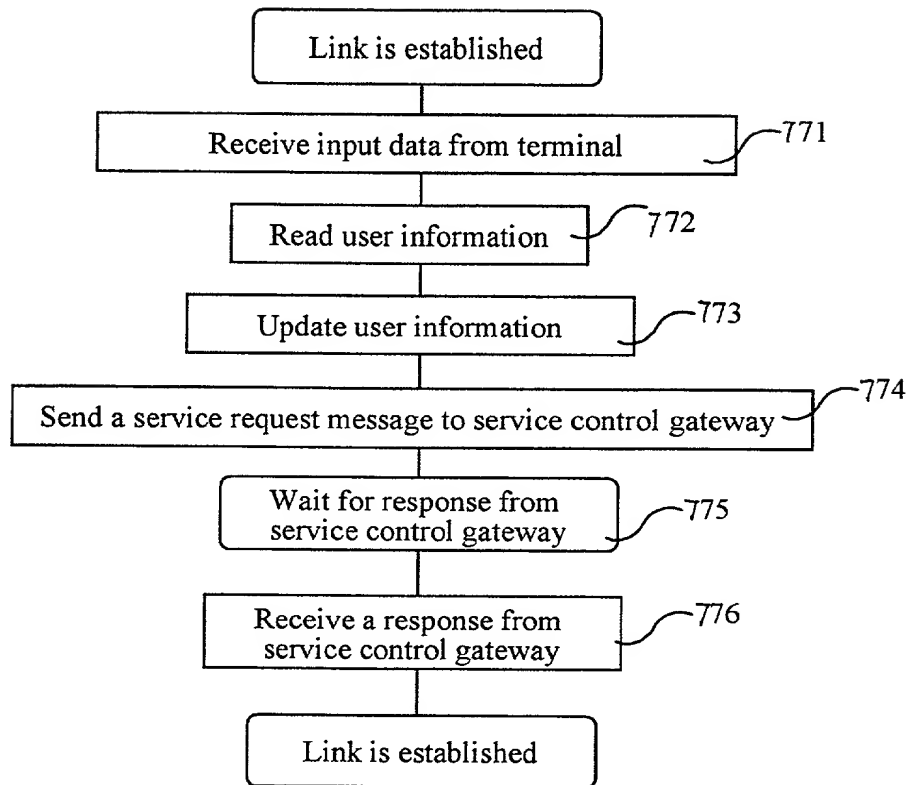 Link is established
Receive input data from terminal
771
Read user information
772
Update user information
773
Send a service request message to service control gateway
774
Wait for response from
service control gateway
775
Receive a response from
service control gateway
776
Link is established